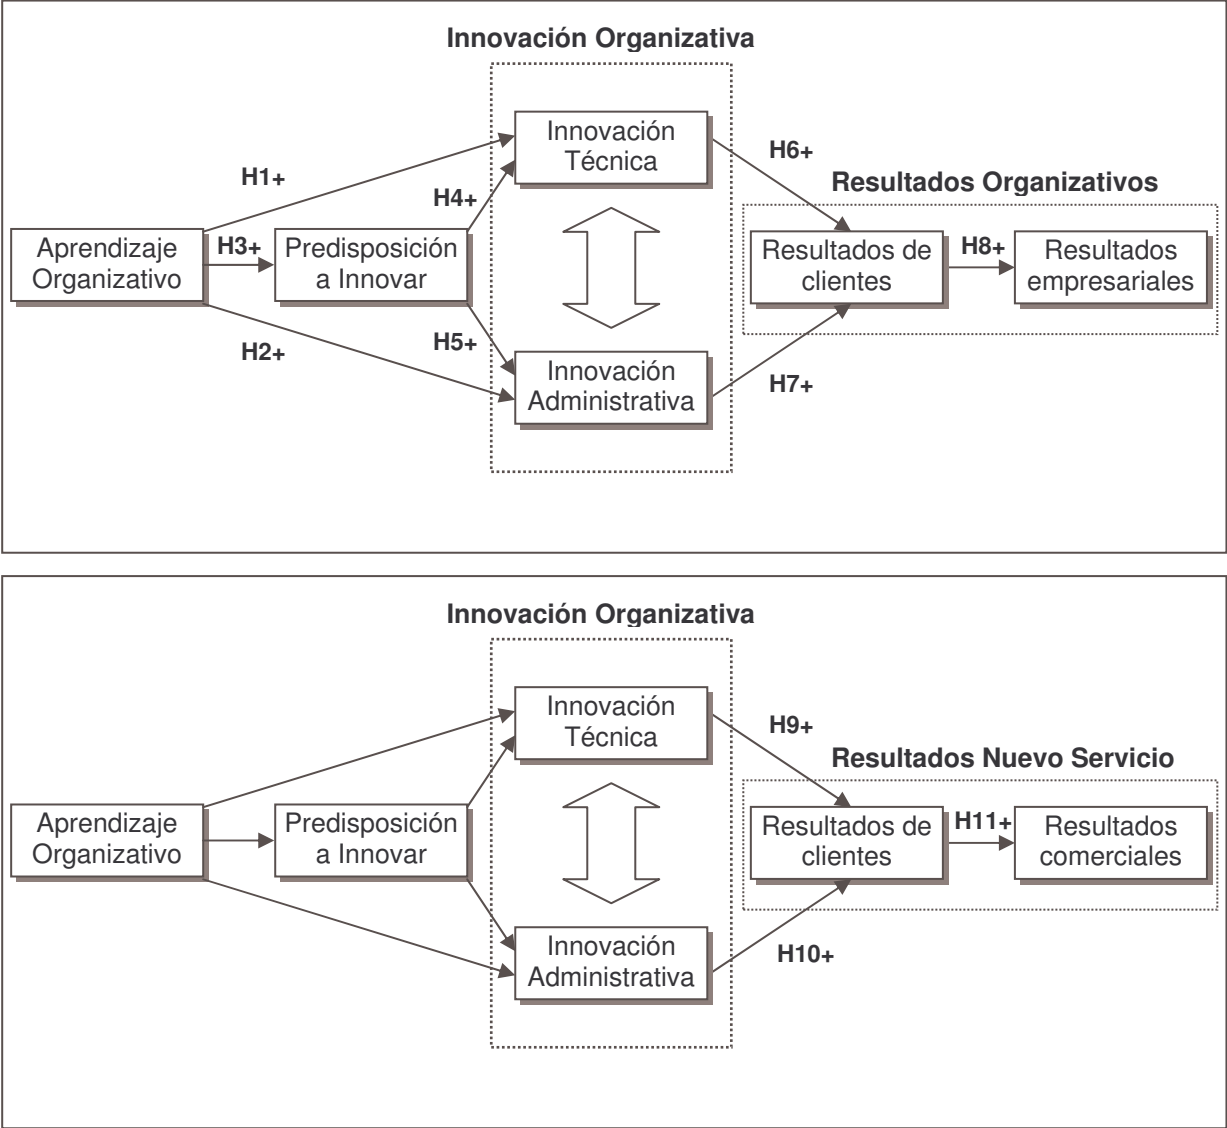 Innovación Organizativa
Innovación
Técnica
H6+
H1+
Resultados Organizativos
H4+
Aprendizaje
Organizativo
H3+
Predisposición
a Innovar
Resultados de
clientes
H8+
Resultados
empresariales
H2+
H5+
Innovación
Administrativa
H7+
Innovación Organizativa
Innovación
Técnica
H9+
Resultados Nuevo Servicio
Aprendizaje
Organizativo
Predisposición
a Innovar
Resultados de
clientes
H11+
Resultados
comerciales
Innovación
Administrativa
H10+